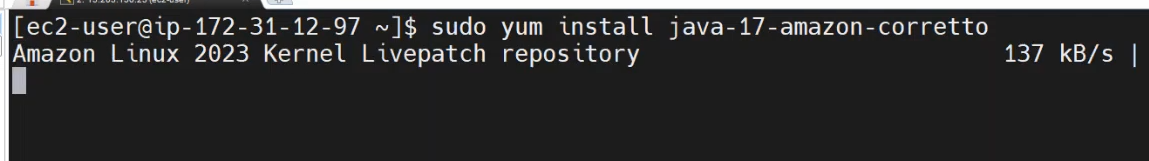 [ec2-user@ip-172-31-12-97 ~]$ sudo yum install java-17-amazon-corretto
Amazon Linux 2023 Kernel Livepatch repository 137 kB/s |